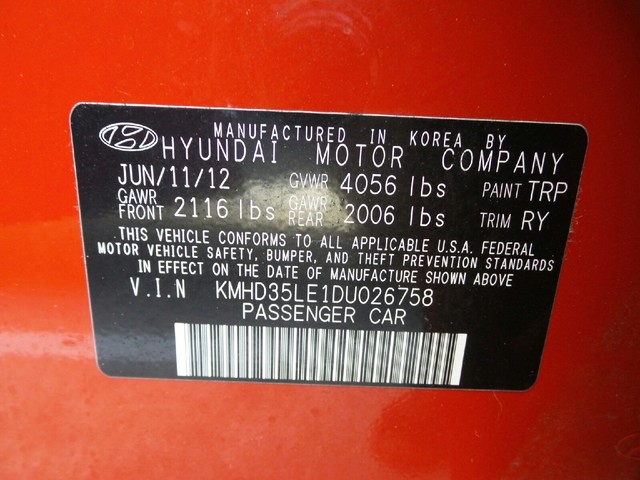 MANUFACTURED IN KOREA BY
HYUNDAI MOTOR COMPANY
JUN/11/12 GVWR 4056 lbs PAINT TRP
GAWR FRONT 2116 lbs GAWR REAR 2006 lbs TRIM RY
THIS VEHICLE CONFORMS TO ALL APPLICABLE U.S.A. FEDERAL
MOTOR VEHICLE SAFETY, BUMPER, AND THEFT PREVENTION STANDARDS
IN EFFECT ON THE DATE OF MANUFACTURE SHOWN ABOVE
V.I.N KMHD35LE1DU026758
PASSENGER CAR